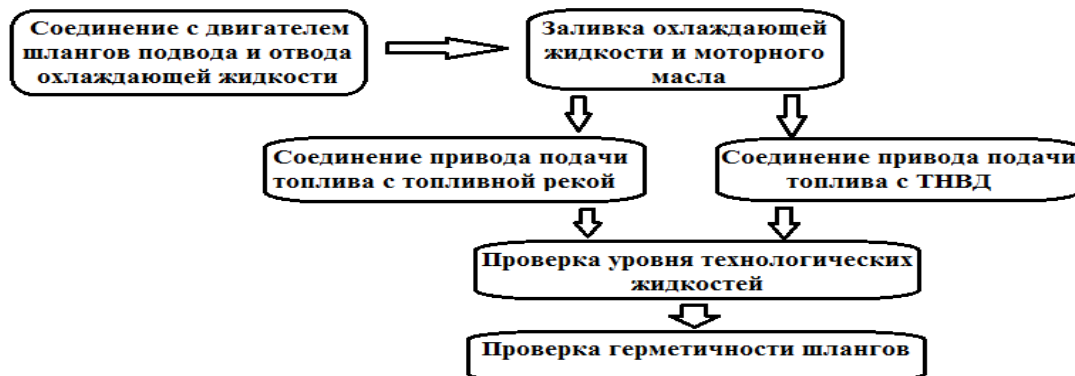 Соединение с двигателем
шлангов подвода и отвода
охлаждающей жидкости
Заливка охлаждающей
жидкости и моторного
масла
Соединение привода подачи
топлива с топливной рекой
Соединение привода подачи
топлива с ТНВД
Проверка уровня технологических
жидкостей
Проверка герметичности шлангов